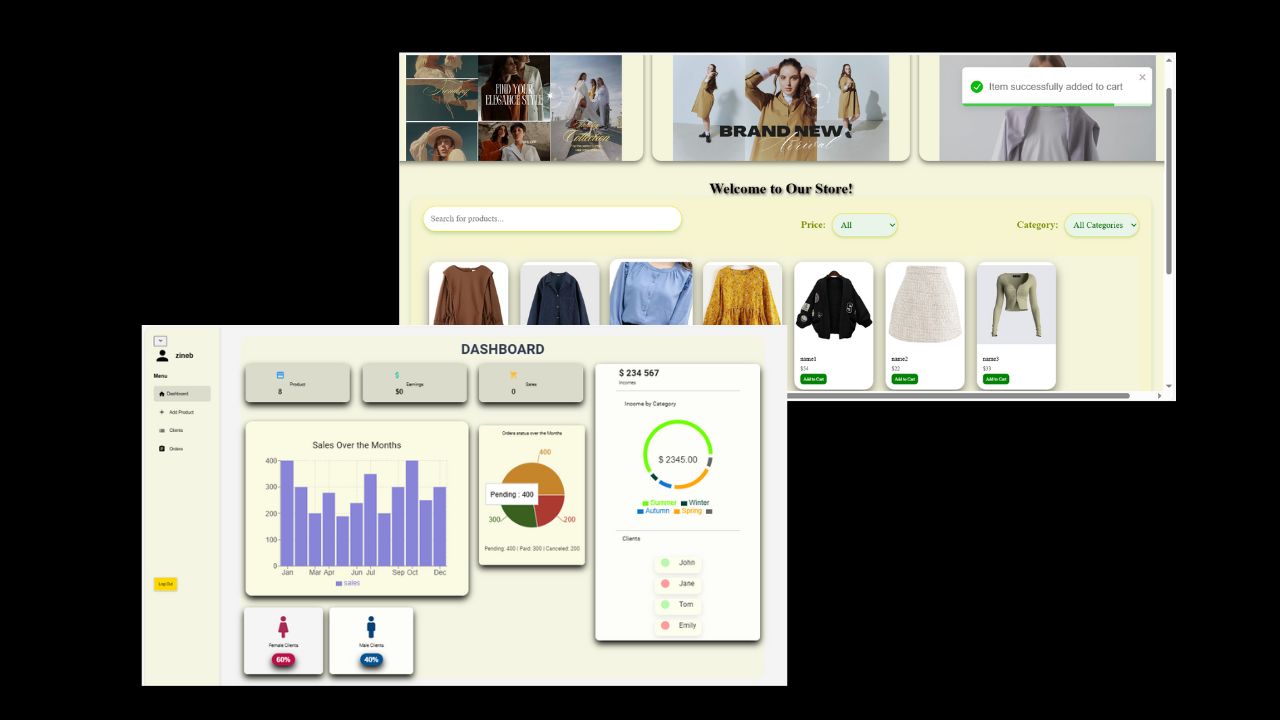 Trending
FIND YOUR
ELEGANCE STYLE
Collection
BRAND NEW
Arrival
Item successfully added to cart
Welcome to Our Store!
Search for products...
Price:
All
Category:
All Categories
name1
$54
Add to Cart
name2
$22
Add to Cart
name3
$33
Add to Cart
zineb
Menu
Dashboard
Add Product
Clients
Orders
Log Out
DASHBOARD
Product
8
Earnings
$0
Sales
0
Sales Over the Months
400
300
200
100
0
Jan Mar Apr Jun Jul Sep Oct Dec
sales
Orders status over the Months
400
Pending : 400
300
200
Pending: 400 | Paid: 300 | Canceled: 200
$ 234 567
Incomes
Income by Category
$ 2345.00
Dummer Winter
Autumn Spring
Clients
John
Jane
Tom
Emily
Female Clients
60%
Male Clients
40%